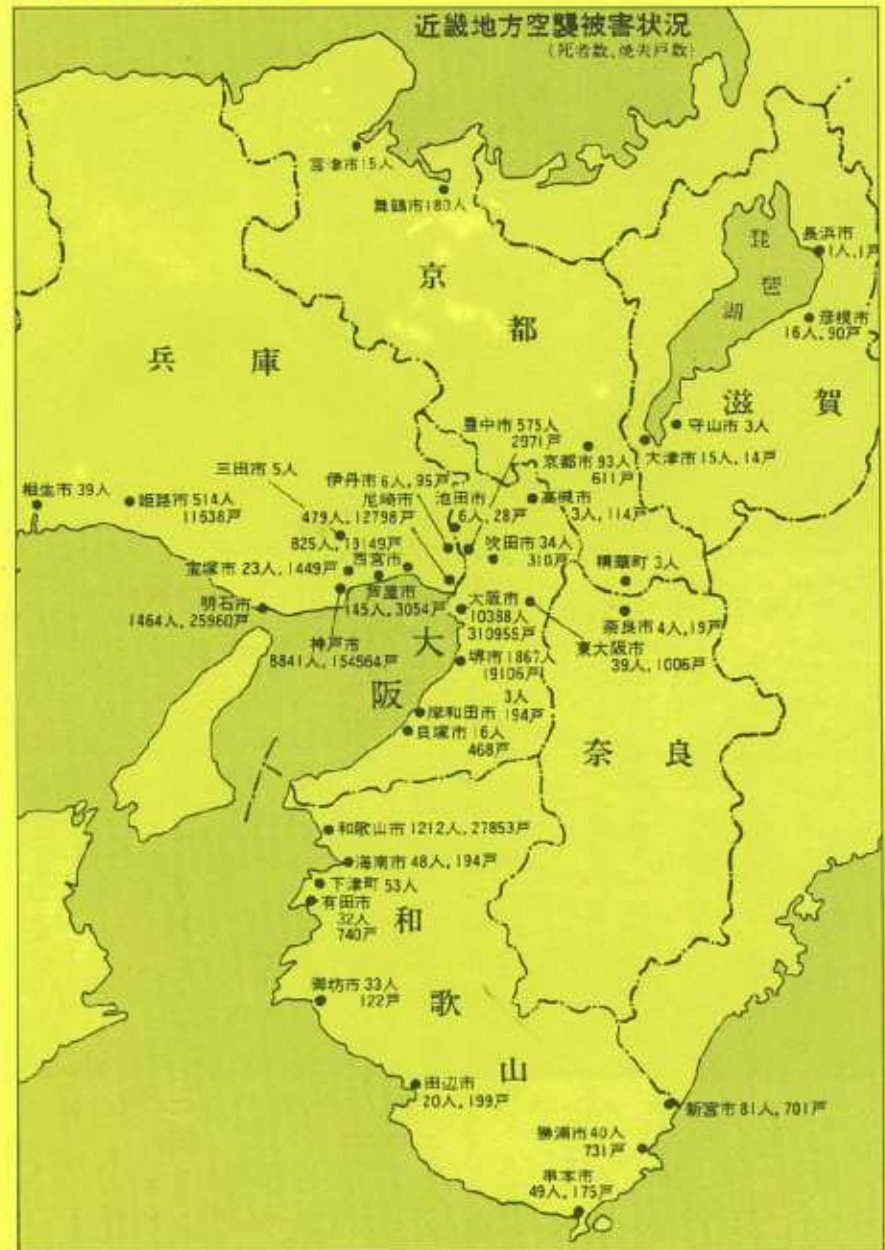 近畿地方空襲被害状況
(死者数、焼失戸数)
宮津市15人
舞鶴市180人
京
都
兵 庫
琵
琶
湖
長浜市
1人,1戸
彦根市
16人,90戸
滋 賀
守山市 3人
大津市15人,14戸
京都市 93人
611戸
豊中市 575人
2971戸
高槻市
3人,114戸
三田市 5人
伊丹市 6人,95戸
尼崎市
479人,12798戸
池田市
6人,28戸
相生市 39人
姫路市 514人
11538戸
825人,19149戸
西宮市
吹田市 34人
310戸
宝塚市 23人,1449戸
芦屋市
145人,3054戸
明石市
1464人,25960戸
神戸市
8841人,154564戸
大阪市
10388人
310955戸
3人
奈良市 4人,19戸
東大阪市
39人,1006戸
大
阪
堺市 1867人
19106戸
3人
岸和田市 194戸
貝塚市 16人
468戸
奈 良
和歌山市 1212人,27853戸
海南市 48人,194戸
下津町 53人
有田市
32人
740戸
和
歌
山
御坊市 33人
122戸
田辺市
20人,199戸
新宮市 81人,701戸
勝浦市 40人
731戸
串本市
49人,175戸